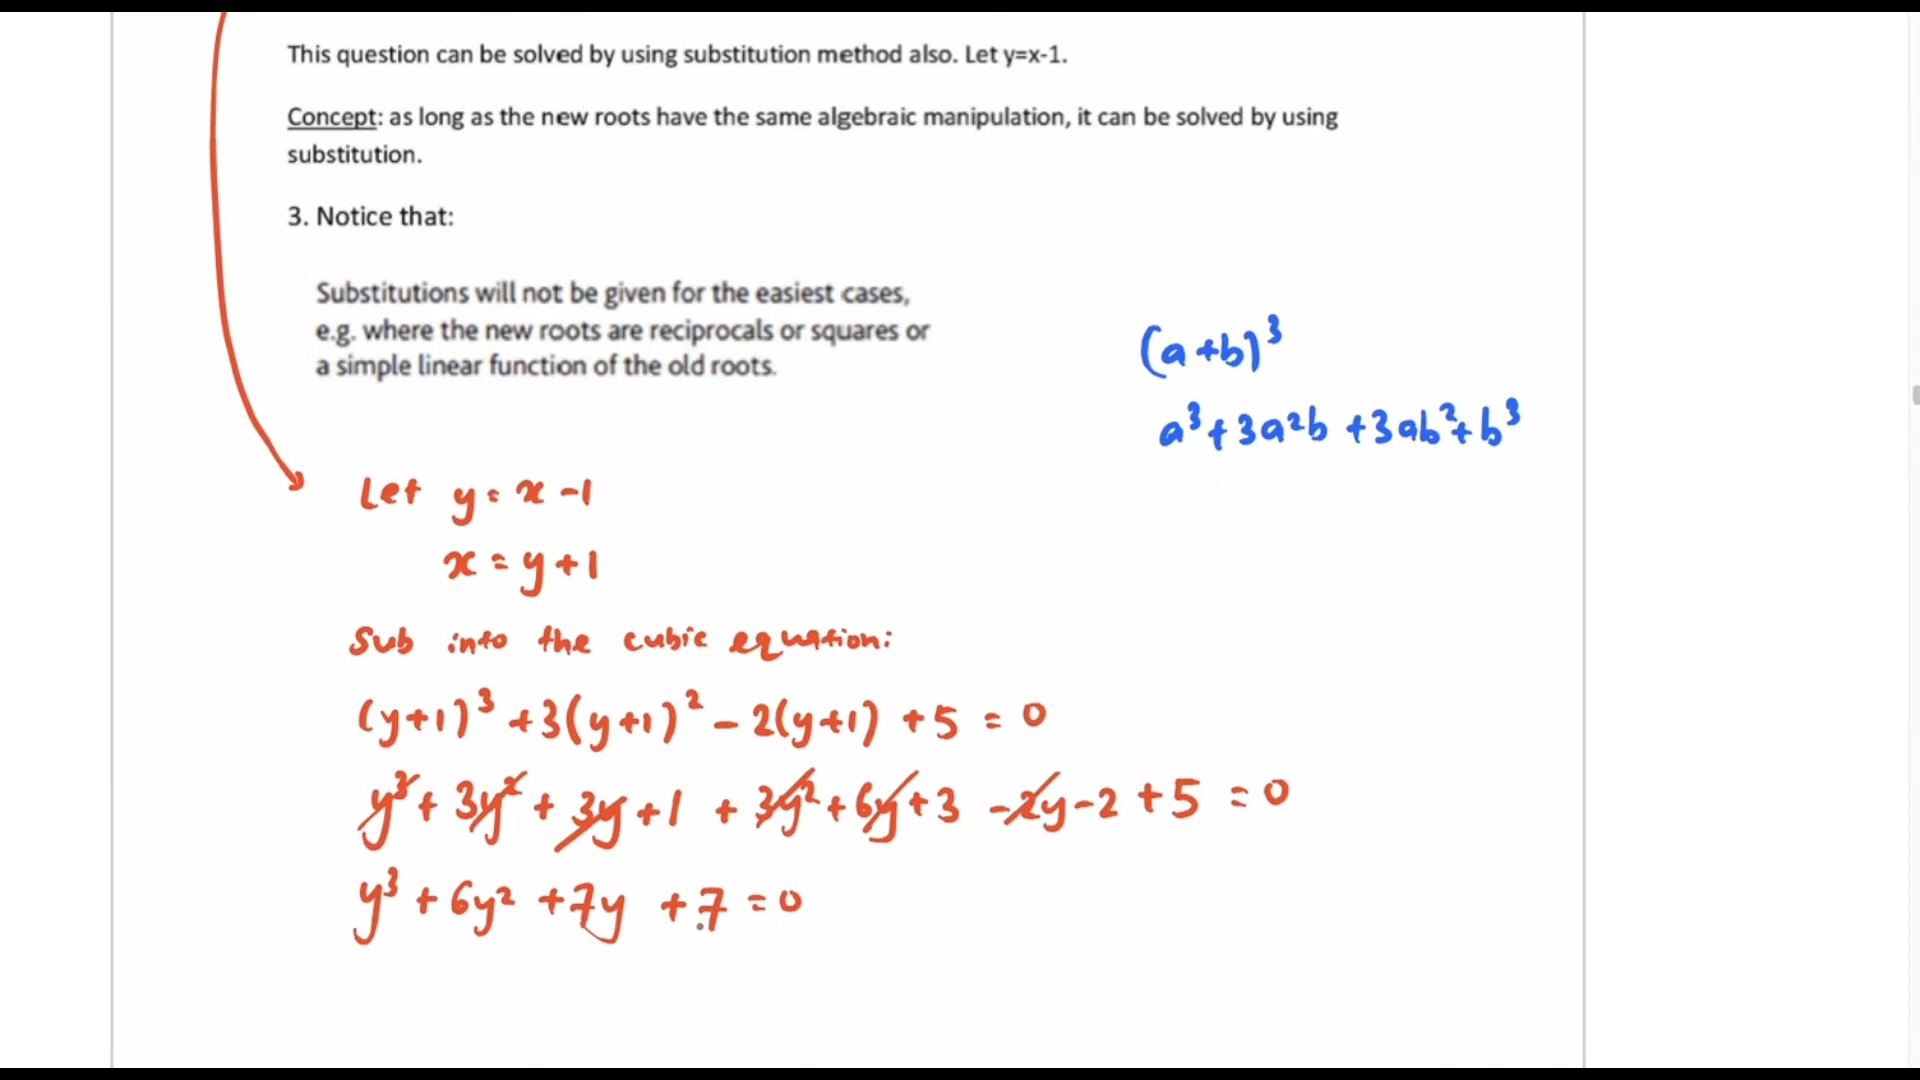 This question can be solved by using substitution method also. Let y=x-1.
Concept: as long as the new roots have the same algebraic manipulation, it can be solved by using
substitution.
3. Notice that:
Substitutions will not be given for the easiest cases,
e.g. where the new roots are reciprocals or squares or
a simple linear function of the old roots.
(a+b)³
a³+3a²b +3ab²+b³
Let y = x -1
x = y +1
Sub into the cubic equation:
(y+1)³ +3(y+1)² - 2(y+1) +5 = 0
y³ + 3y² + 3y +1 + 3y² + 6y +3 -2y -2 +5 = 0
y³ + 6y² +7y +7 = 0